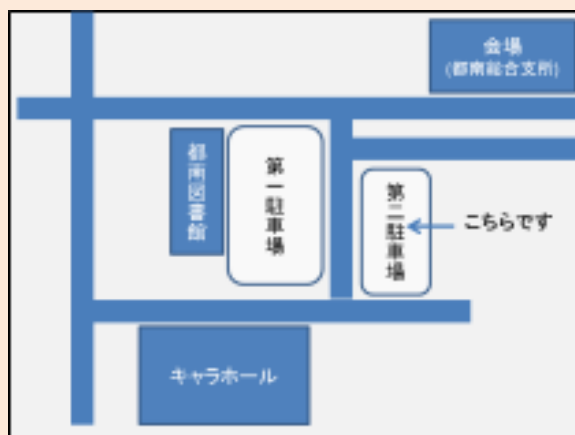 会場
(都南総合支所)
都南図書館
第一駐車場
第二駐車場
こちらです
キャラホール